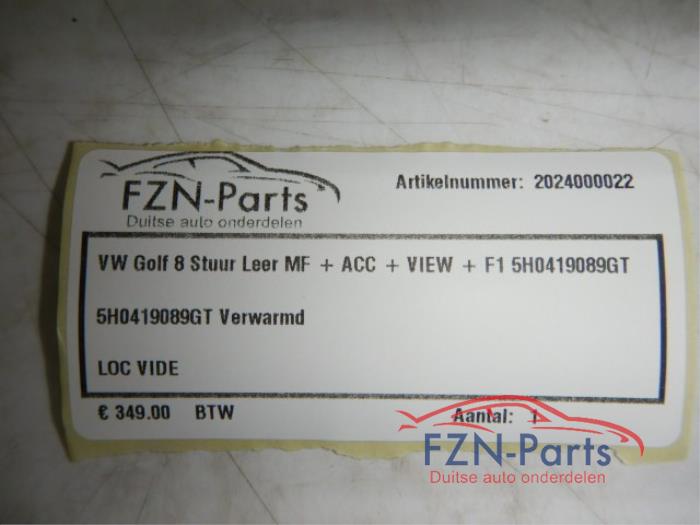 FZN-Parts
Duitse auto onderdelen
Artikelnummer: 2024000022
VW Golf 8 Stuur Leer MF + ACC + VIEW + F1 5H0419089GT
5H0419089GT Verwarmd
LOC VIDE
€ 349.00 BTW
Aantal: 1
FZN-Parts
Duitse auto onderdelen